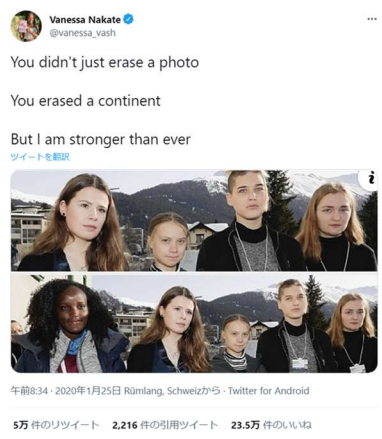 Vanessa Nakate
@vanessa_vash
You didn't just erase a photo
You erased a continent
But I am stronger than ever
ツイートを翻訳
i
午前8:34 · 2020年1月25日 Rümlang, Schweizから · Twitter for Android
5万 件のリツイート 2,216 件の引用ツイート 23.5万 件のいいね